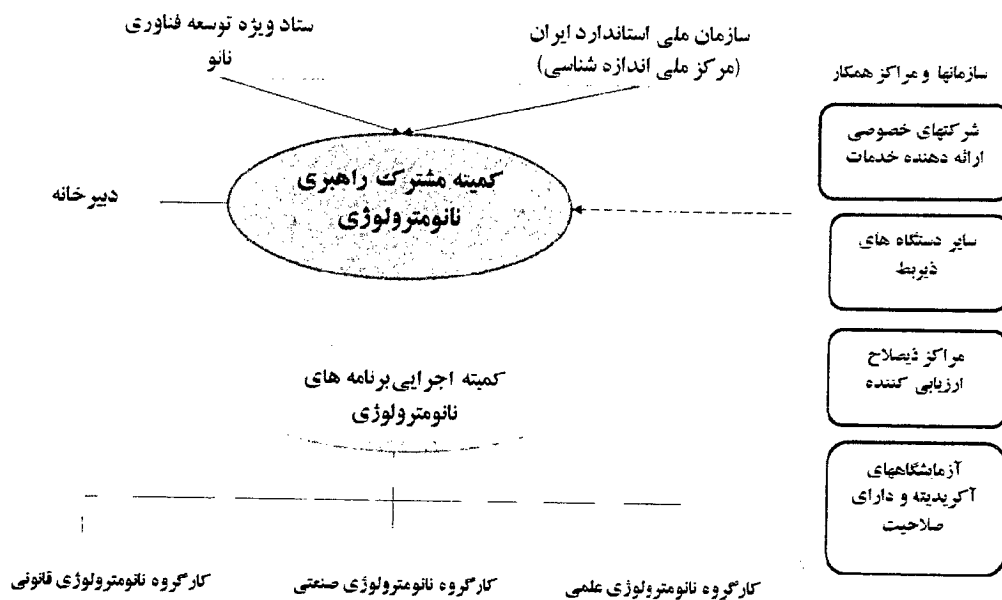 ستاد ویژه توسعه فناوری
نانو
سازمان ملی استاندارد ایران
(مرکز ملی اندازه شناسی)
سازمانها و مراکز همکار
شرکتهای خصوصی
ارائه دهنده خدمات
کمیته مشترک راهبری
نانومترولوژی
دبیرخانه
سایر دستگاه های
ذیربط
مراکز ذیصلاح
ارزیابی کننده
کمیته اجرایی برنامه های
نانومترولوژی
آزمایشگاههای
آکریدیته و دارای
صلاحیت
کارگروه نانومترولوژی علمی
کارگروه نانومترولوژی صنعتی
کارگروه نانومترولوژی قانونی